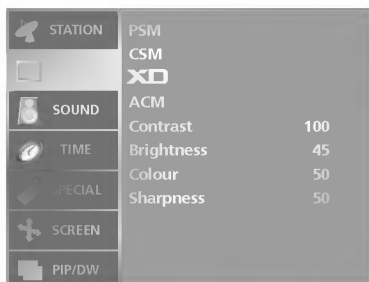 STATION
SOUND
TIME
SPECIAL
SCREEN
PIP/DW
PSM
CSM
XD
ACM
Contrast 100
Brightness 45
Colour 50
Sharpness 50